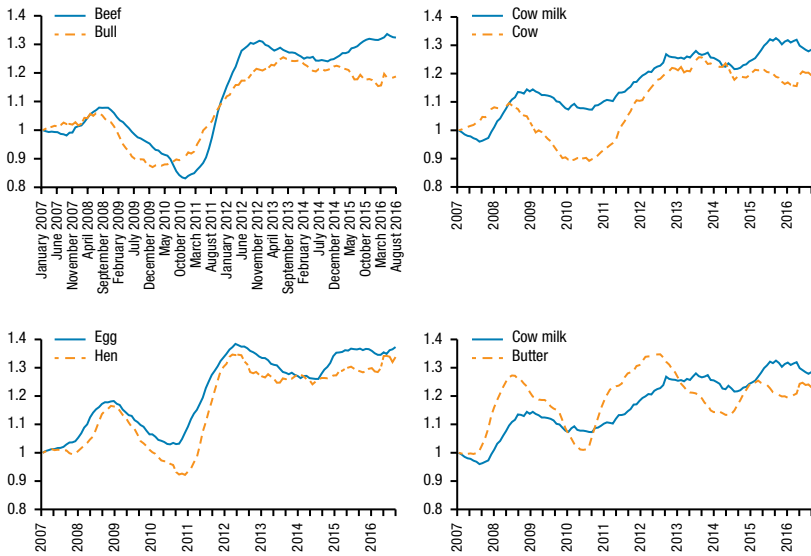 Beef
Bull
1.4
1.3
1.2
1.1
1
0.9
0.8
January 2007
June 2007
November 2007
April 2008
September 2008
February 2009
July 2009
December 2009
May 2010
October 2010
March 2011
August 2011
January 2012
June 2012
November 2012
April 2013
September 2013
February 2014
July 2014
December 2014
May 2015
October 2015
March 2016
August 2016
Cow milk
Cow
1.4
1.3
1.2
1.1
1
0.9
0.8
2007
2008
2009
2010
2011
2012
2013
2014
2015
2016
Egg
Hen
1.4
1.3
1.2
1.1
1
0.9
0.8
2007
2008
2009
2010
2011
2012
2013
2014
2015
2016
Cow milk
Butter
1.4
1.3
1.2
1.1
1
0.9
0.8
2007
2008
2009
2010
2011
2012
2013
2014
2015
2016